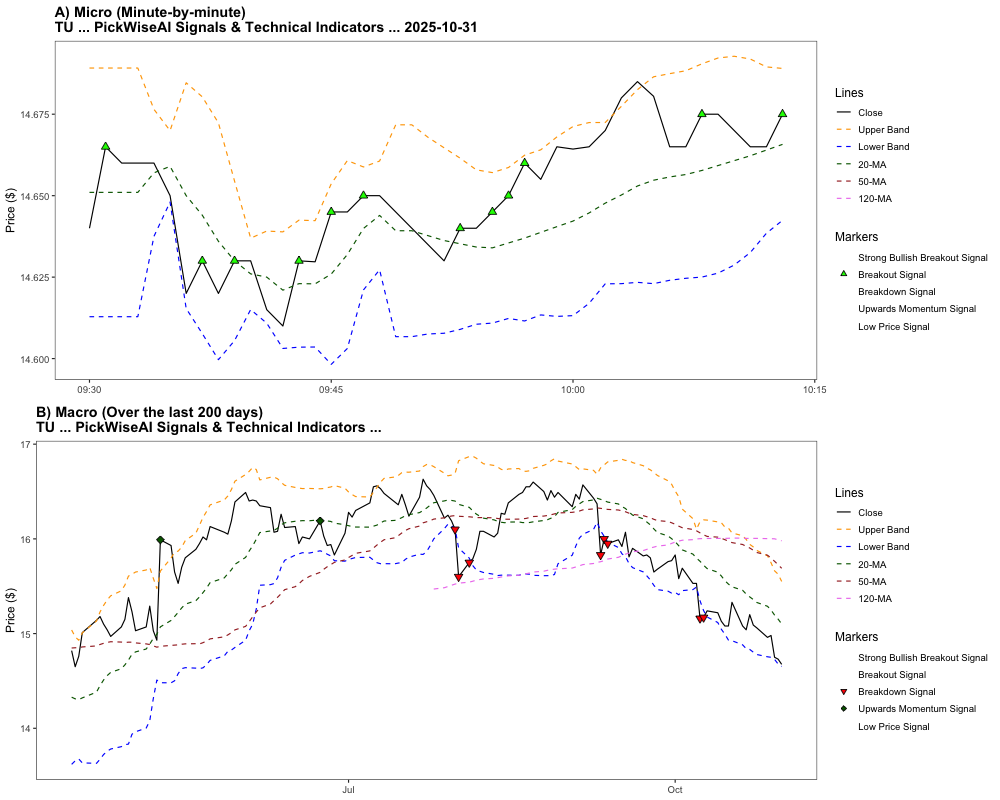 A) Micro (Minute-by-minute)
TU ... PickWiseAI Signals & Technical Indicators ... 2025-10-31
Price ($)
14.675
14.650
14.625
14.600
09:30
09:45
10:00
10:15
Lines
Close
Upper Band
Lower Band
20-MA
50-MA
120-MA
Markers
Strong Bullish Breakout Signal
Breakout Signal
Breakdown Signal
Upwards Momentum Signal
Low Price Signal
B) Macro (Over the last 200 days)
TU ... PickWiseAI Signals & Technical Indicators ...
Price ($)
17
16
15
14
Jul
Oct
Lines
Close
Upper Band
Lower Band
20-MA
50-MA
120-MA
Markers
Strong Bullish Breakout Signal
Breakout Signal
Breakdown Signal
Upwards Momentum Signal
Low Price Signal